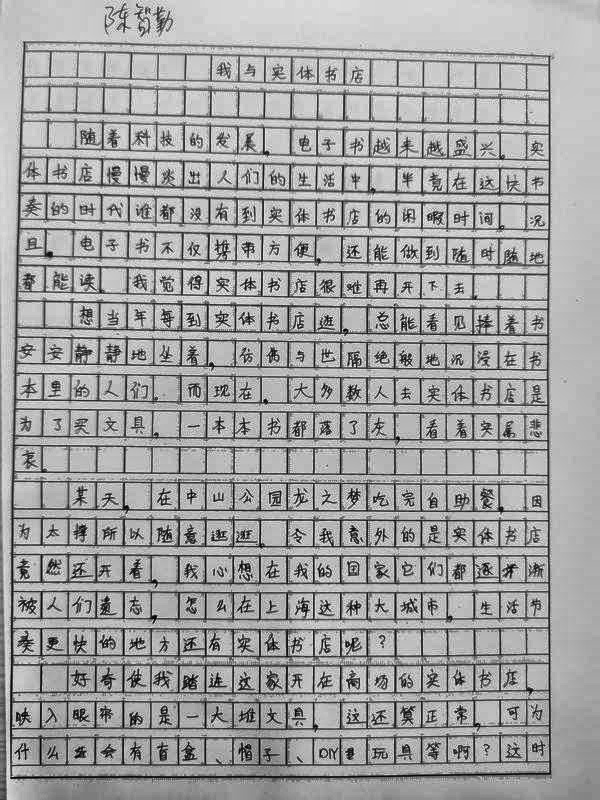 陈智勤
我与实体书店
随着科技的发展，电子书越来越盛兴，实
体书店慢慢淡出人们的生活中，毕竟在这快节
奏的时代谁都没有到实体书店的闲暇时间。况
且，电子书不仅携带方便，还能做到随时随地
都能读。我觉得实体书店很难再开下去。
想当年每到实体书店逛，总能看见捧着书
安安静静地坐着，仿佛与世隔绝般地沉浸在书
本里的人们。而现在，大多数人去实体书店是
为了买文具，一本本书都落了灰，看着实属悲
哀。
某天，在中山公园龙之梦吃完自助餐，因
为太撑所以随意逛逛。令我意外的是实体书店
竟然还开着，我心想在我的国家它们都逐渐
被人们遗忘，怎么在上海这种大城市，生活节
奏更快的地方还有实体书店呢？
好奇使我踏进这家开在商场的实体书店，
映入眼帘的是一大堆文具，这还算正常，可为
什么会有盲盒、帽子、DIY玩具等啊？这时